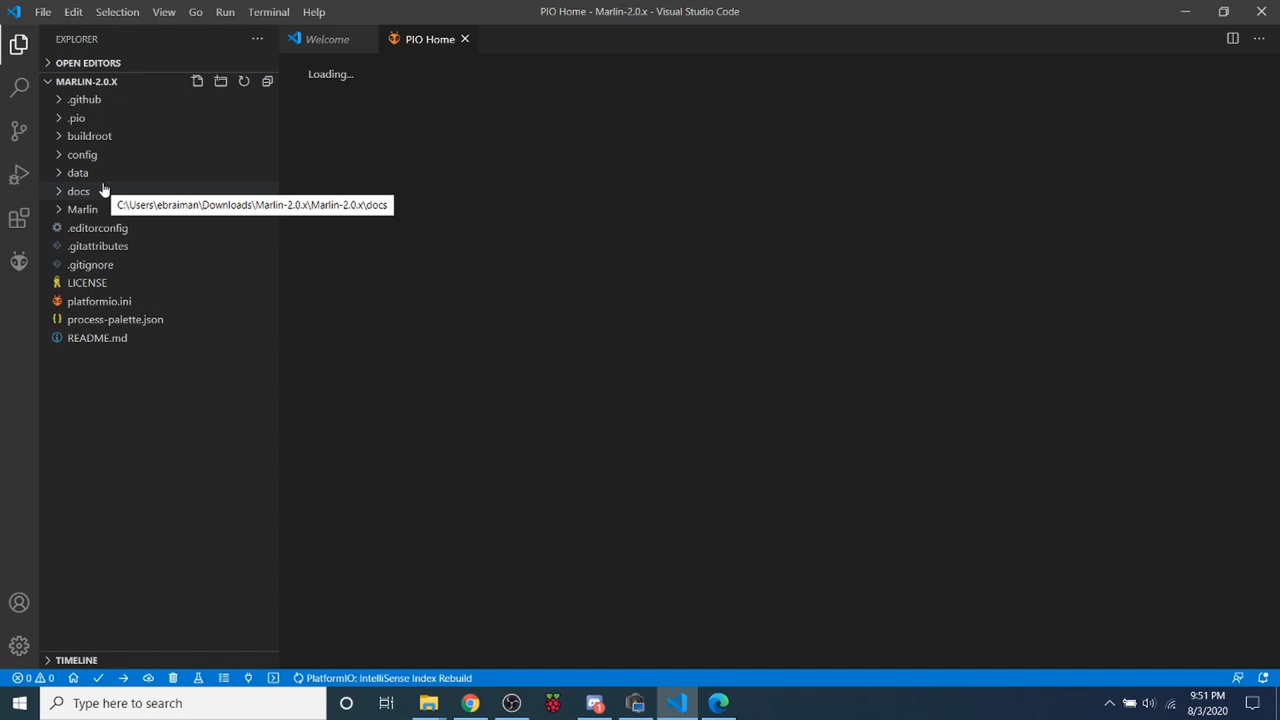 File Edit Selection View Go Run Terminal Help PIO Home - Marlin-2.0.x - Visual Studio Code
EXPLORER
Welcome
PIO Home
OPEN EDITORS
MARLIN-2.0.X
Loading...
.github
.pio
buildroot
config
data
docs
C:\Users\ebraiman\Downloads\Marlin-2.0.x\Marlin-2.0.x\docs
Marlin
.editorconfig
.gitattributes
.gitignore
LICENSE
platformio.ini
process-palette.json
README.md
TIMELINE
0 0 PlatformIO: IntelliSense Index Rebuild
Type here to search
9:51 PM
8/3/2020